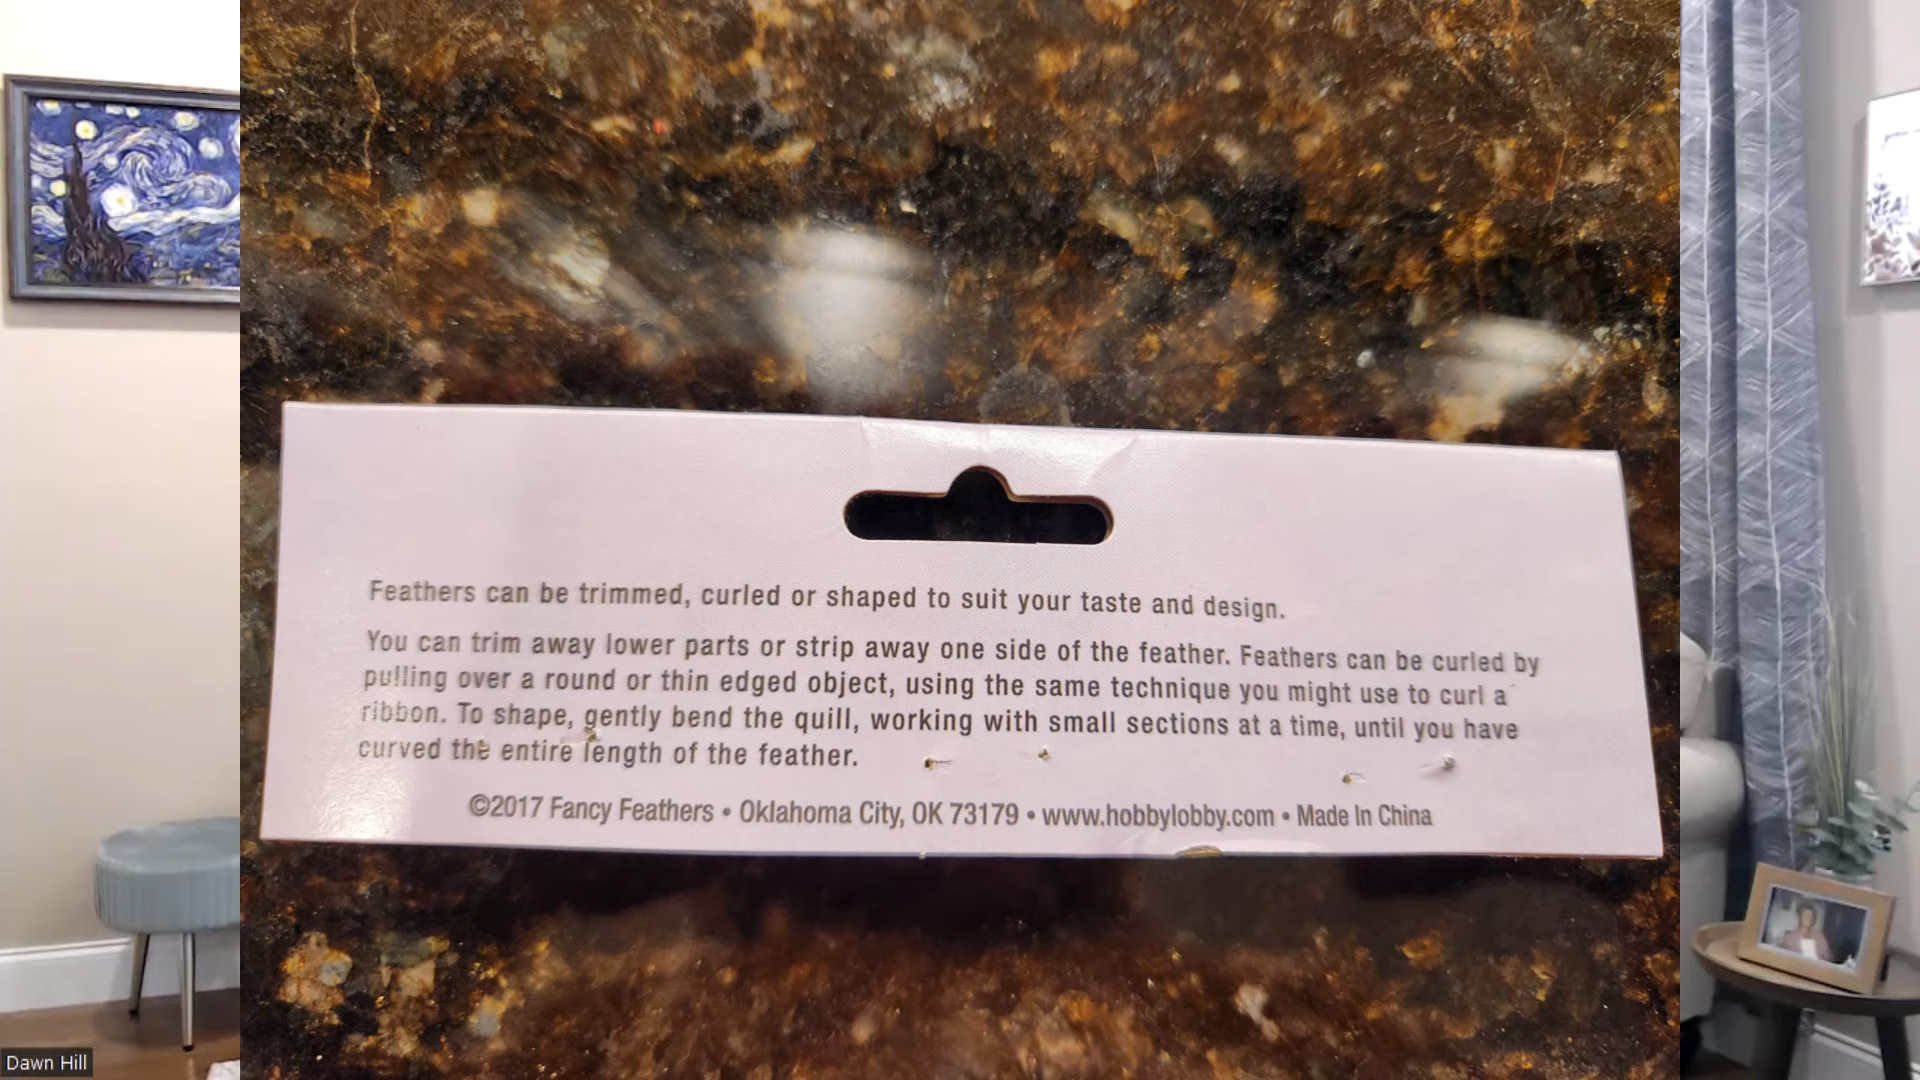 Feathers can be trimmed, curled or shaped to suit your taste and design.
You can trim away lower parts or strip away one side of the feather. Feathers can be curled by
pulling over a round or thin edged object, using the same technique you might use to curl a
ribbon. To shape, gently bend the quill, working with small sections at a time, until you have
curved the entire length of the feather.
©2017 Fancy Feathers • Oklahoma City, OK 73179 • www.hobbylobby.com • Made In China
Dawn Hill